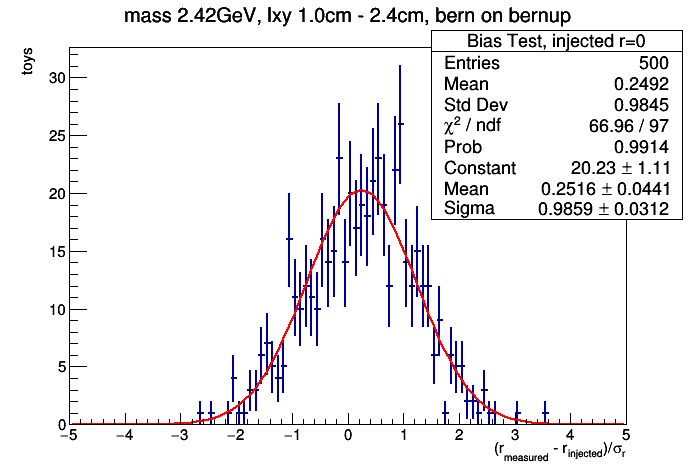 mass 2.42GeV, lxy 1.0cm - 2.4cm, bern on bernup
Bias Test, injected r=0
Entries 500
Mean 0.2492
Std Dev 0.9845
χ² / ndf 66.96 / 97
Prob 0.9914
Constant 20.23 ± 1.11
Mean 0.2516 ± 0.0441
Sigma 0.9859 ± 0.0312
toys
30
25
20
15
10
5
0
−5 −4 −3 −2 −1 0 1 2 3 4 5
(r_measured - r_injected)/σ_r